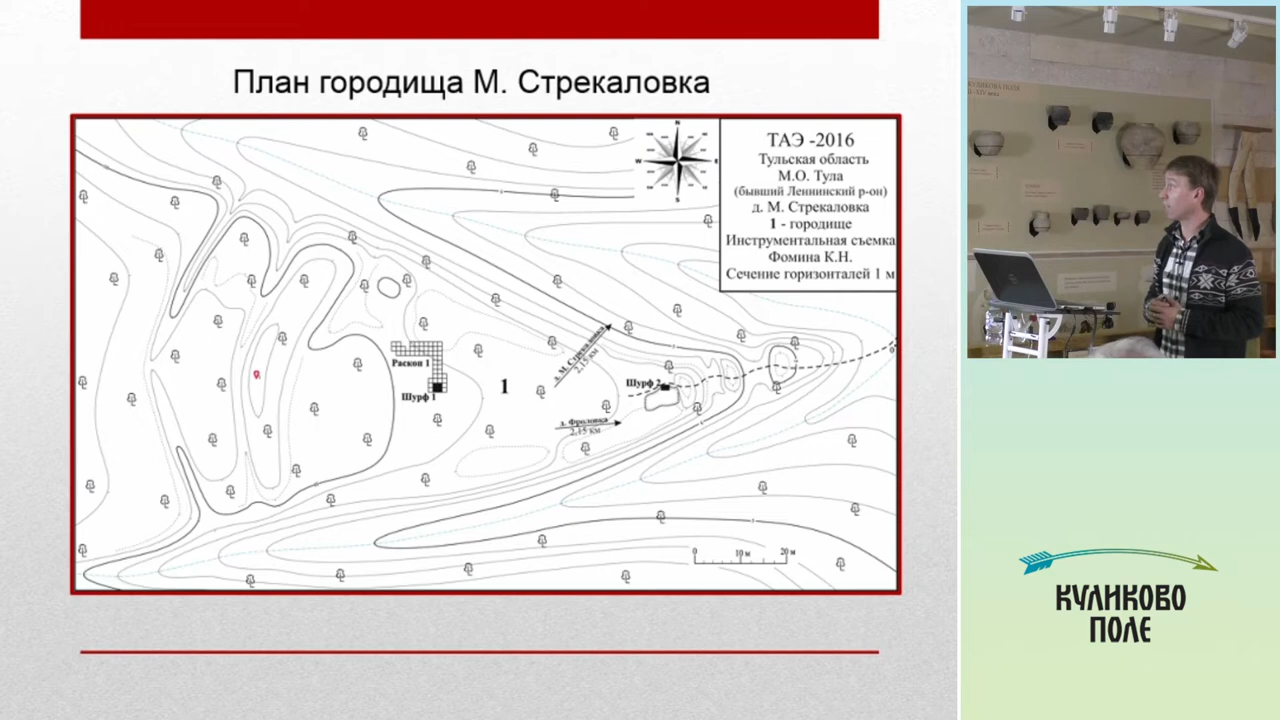 План городища М. Стрекаловка
N
W
E
S
ТАЭ -2016
Тульская область
М.О. Тула
(бывший Ленинский р-он)
д. М. Стрекаловка
1 - городище
Инструментальная съемка
Фомина К.Н.
Сечение горизонталей 1 м
Раскоп 1
Шурф 1
1
д. М. Стрекаловка
2,15 км
Шурф 2
д. Фроловка
2,15 км
0
10 м
20 м
КУЛИКОВО
ПОЛЕ